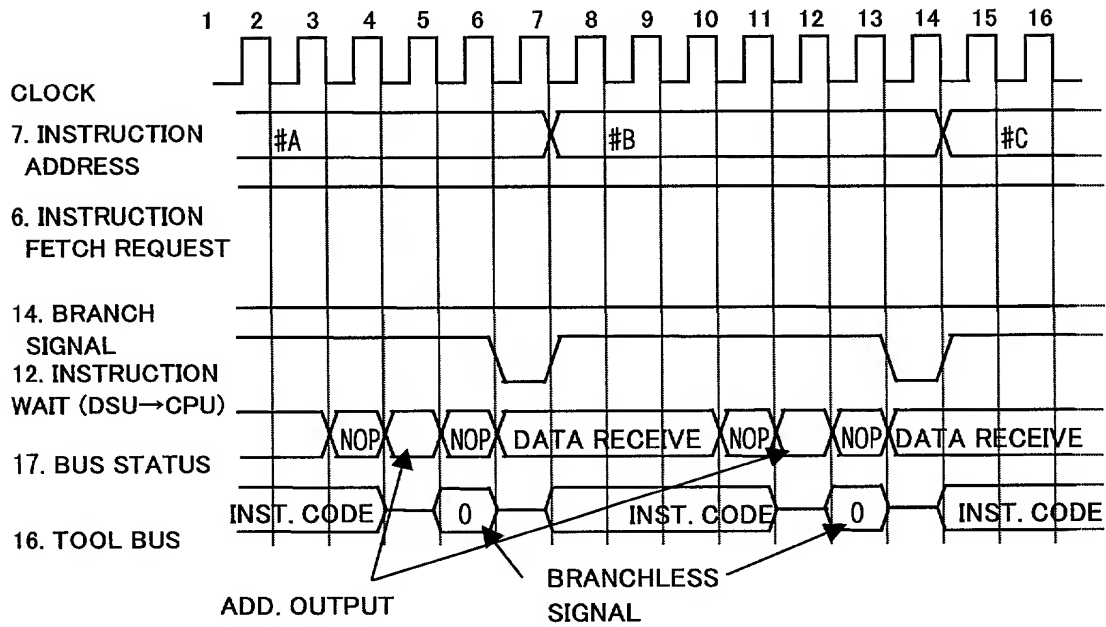 1 2 3 4 5 6 7 8 9 10 11 12 13 14 15 16
CLOCK
7. INSTRUCTION
ADDRESS
#A #B #C
6. INSTRUCTION
FETCH REQUEST
14. BRANCH
SIGNAL
12. INSTRUCTION
WAIT (DSU→CPU)
NOP NOP DATA RECEIVE NOP NOP DATA RECEIVE
17. BUS STATUS
INST. CODE 0 INST. CODE 0 INST. CODE
16. TOOL BUS
BRANCHLESS
SIGNAL
ADD. OUTPUT